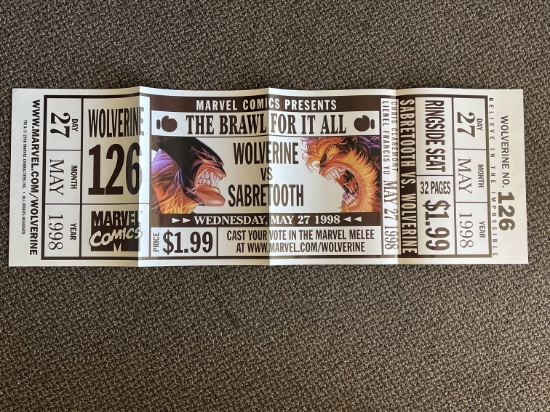 WWW.MARVEL.COM/WOLVERINE
DAY
27
MONTH
MAY
YEAR
1998
WOLVERINE
126
MARVEL
COMICS
MARVEL COMICS PRESENTS
THE BRAWL FOR IT ALL
WOLVERINE
VS
SABRETOOTH
WEDNESDAY, MAY 27 1998
PRICE
$1.99
CAST YOUR VOTE IN THE MARVEL MELEE
AT WWW.MARVEL.COM/WOLVERINE
CHRIS CLAREMONT
LIENEL FRANCIS YU
MAY 27 1998
SABRETOOTH VS. WOLVERINE
RINGSIDE SEAT
32 PAGES
$1.99
DAY
27
MONTH
MAY
YEAR
1998
BELIEVE IN THE IMPOSSIBLE
WOLVERINE NO.
126